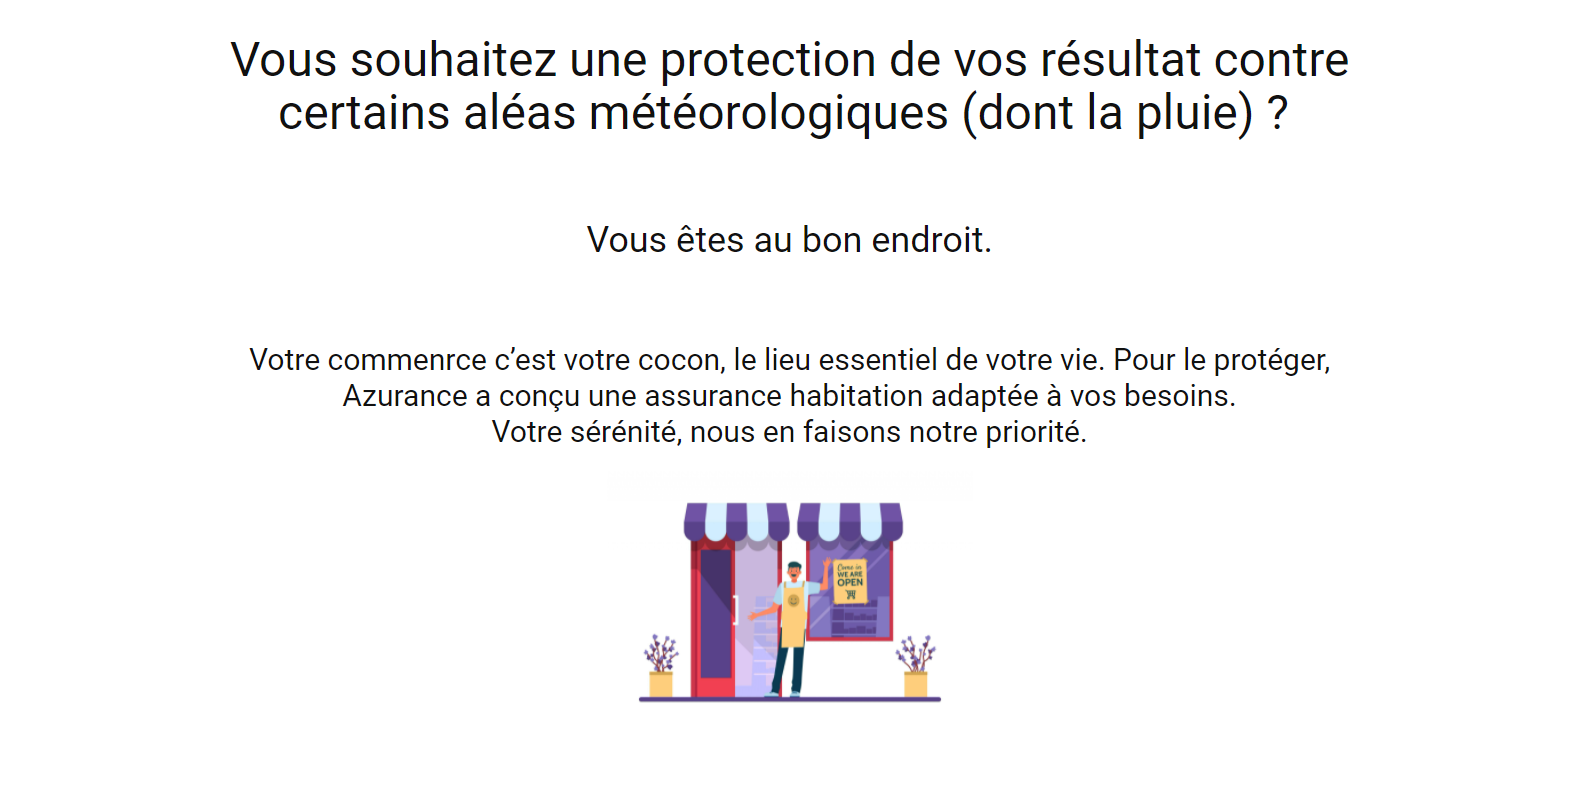 Vous souhaitez une protection de vos résultat contre
certains aléas météorologiques (dont la pluie) ?
Vous êtes au bon endroit.
Votre commenrce c’est votre cocon, le lieu essentiel de votre vie. Pour le protéger,
Azurance a conçu une assurance habitation adaptée à vos besoins.
Votre sérénité, nous en faisons notre priorité.
Come in
WE ARE
OPEN